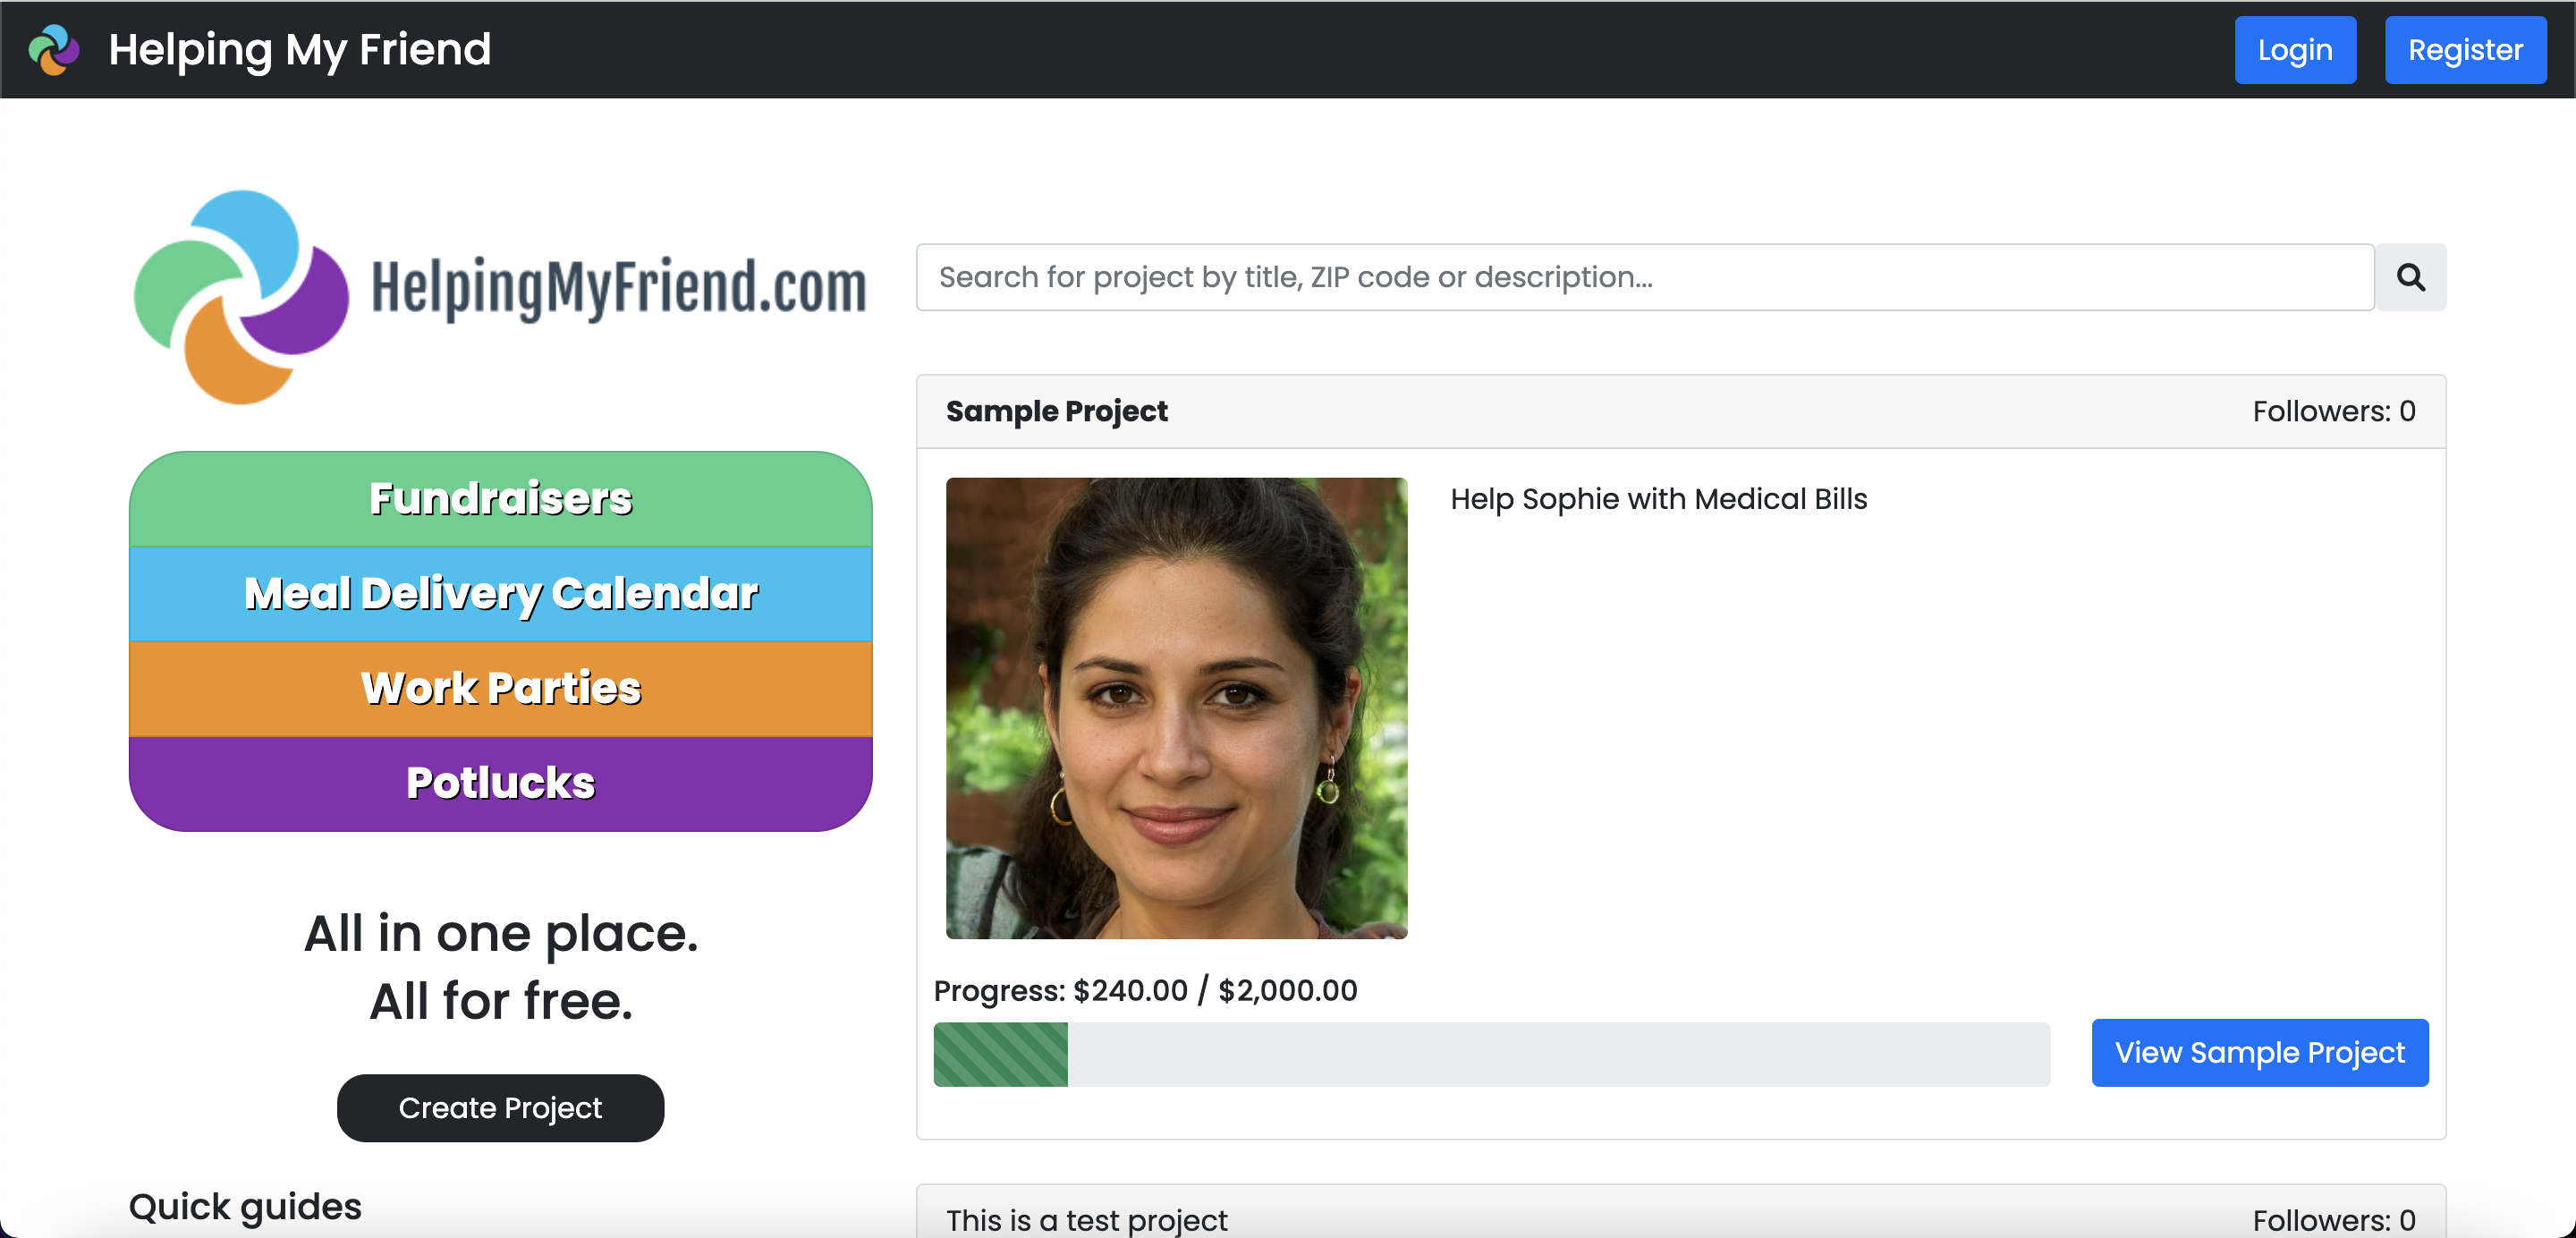 Helping My Friend
Login
Register
HelpingMyFriend.com
Fundraisers
Meal Delivery Calendar
Work Parties
Potlucks
All in one place.
All for free.
Create Project
Quick guides
Search for project by title, ZIP code or description...
Sample Project
Followers: 0
Help Sophie with Medical Bills
Progress: $240.00 / $2,000.00
View Sample Project
This is a test project
Followers: 0